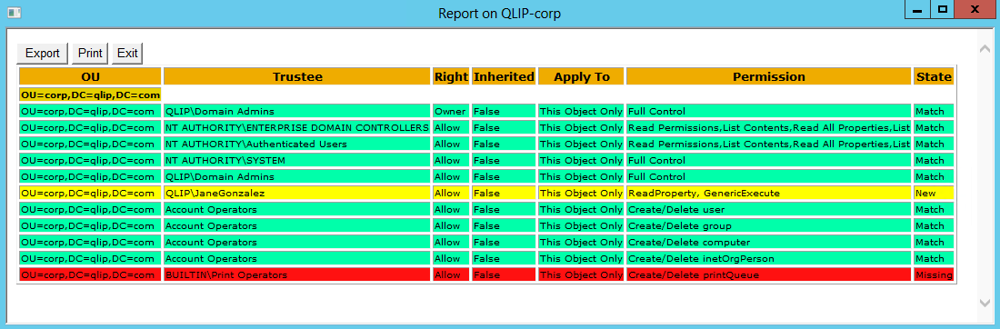 Report on QLIP-corp
Export Print Exit
OU Trustee Right Inherited Apply To Permission State
OU=corp,DC=qlip,DC=com
OU=corp,DC=qlip,DC=com QLIP\Domain Admins Owner False This Object Only Full Control Match
OU=corp,DC=qlip,DC=com NT AUTHORITY\ENTERPRISE DOMAIN CONTROLLERS Allow False This Object Only Read Permissions,List Contents,Read All Properties,List Match
OU=corp,DC=qlip,DC=com NT AUTHORITY\Authenticated Users Allow False This Object Only Read Permissions,List Contents,Read All Properties,List Match
OU=corp,DC=qlip,DC=com NT AUTHORITY\SYSTEM Allow False This Object Only Full Control Match
OU=corp,DC=qlip,DC=com QLIP\Domain Admins Allow False This Object Only Full Control Match
OU=corp,DC=qlip,DC=com QLIP\JaneGonzalez Allow False This Object Only ReadProperty, GenericExecute New
OU=corp,DC=qlip,DC=com Account Operators Allow False This Object Only Create/Delete user Match
OU=corp,DC=qlip,DC=com Account Operators Allow False This Object Only Create/Delete group Match
OU=corp,DC=qlip,DC=com Account Operators Allow False This Object Only Create/Delete computer Match
OU=corp,DC=qlip,DC=com Account Operators Allow False This Object Only Create/Delete inetOrgPerson Match
OU=corp,DC=qlip,DC=com BUILTIN\Print Operators Allow False This Object Only Create/Delete printQueue Missing